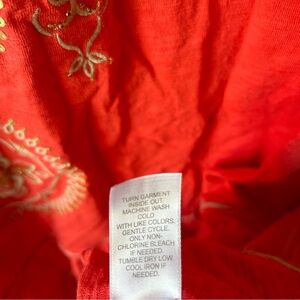 TURN GARMENT
INSIDE OUT.
MACHINE WASH
COLD
WITH LIKE COLORS.
GENTLE CYCLE.
ONLY NON-
CHLORINE BLEACH
IF NEEDED.
TUMBLE DRY LOW.
COOL IRON IF
NEEDED.